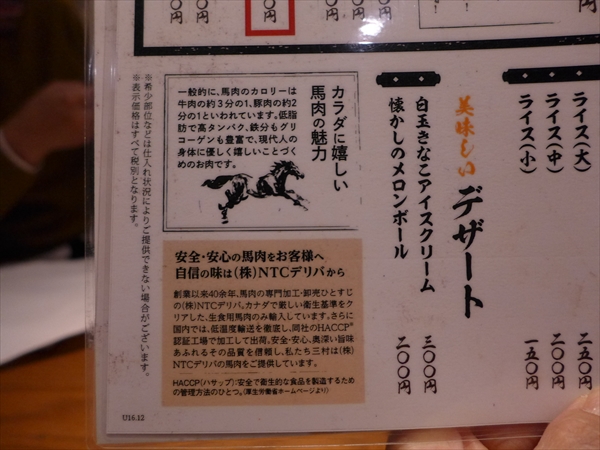 〇円
〇円
〇〇円
〇円
円
ライス(大)
二五〇円
ライス(中)
二〇〇円
ライス(小)
一五〇円
美味しいデザート
白玉きなこアイスクリーム
三〇〇円
懐かしのメロンボール
二〇〇円
カラダに嬉しい
馬肉の魅力
一般的に、馬肉のカロリーは
牛肉の約3分の1、豚肉の約2
分の1といわれています。低脂
肪で高タンパク、鉄分もグリ
コーゲンも豊富で、現代人の
身体に優しく嬉しいことづく
めのお肉です。
安全・安心の馬肉をお客様へ
自信の味は(株)NTCデリバから
創業以来40余年、馬肉の専門加工・卸売ひとすじ
の(株)NTCデリバ。カナダで厳しい衛生基準をク
リアした、生食用馬肉のみ輸入しています。さらに
国内では、低温度輸送を徹底し、同社のHACCP※
認証工場で加工して出荷。安全・安心、奥深い旨味
あふれるその品質を信頼し、私たち三村は(株)
NTCデリバの馬肉をご提供しています。
HACCP(ハサップ):安全で衛生的な食品を製造するため
の管理方法のひとつ。(厚生労働省ホームページより)
※希少部位などは仕入れ状況によりご提供できない場合がございます。
※表示価格はすべて税別となります。
U16.12